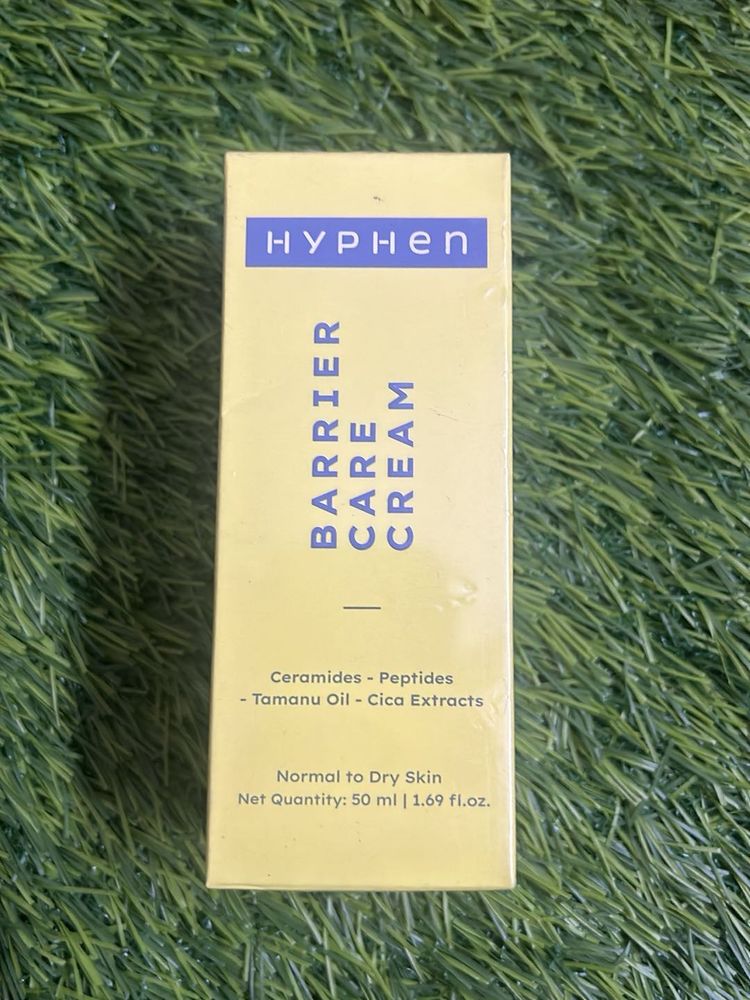 HYPHen
BARRIER
CARE
CREAM
Ceramides - Peptides
- Tamanu Oil - Cica Extracts
Normal to Dry Skin
Net Quantity: 50 ml | 1.69 fl.oz.